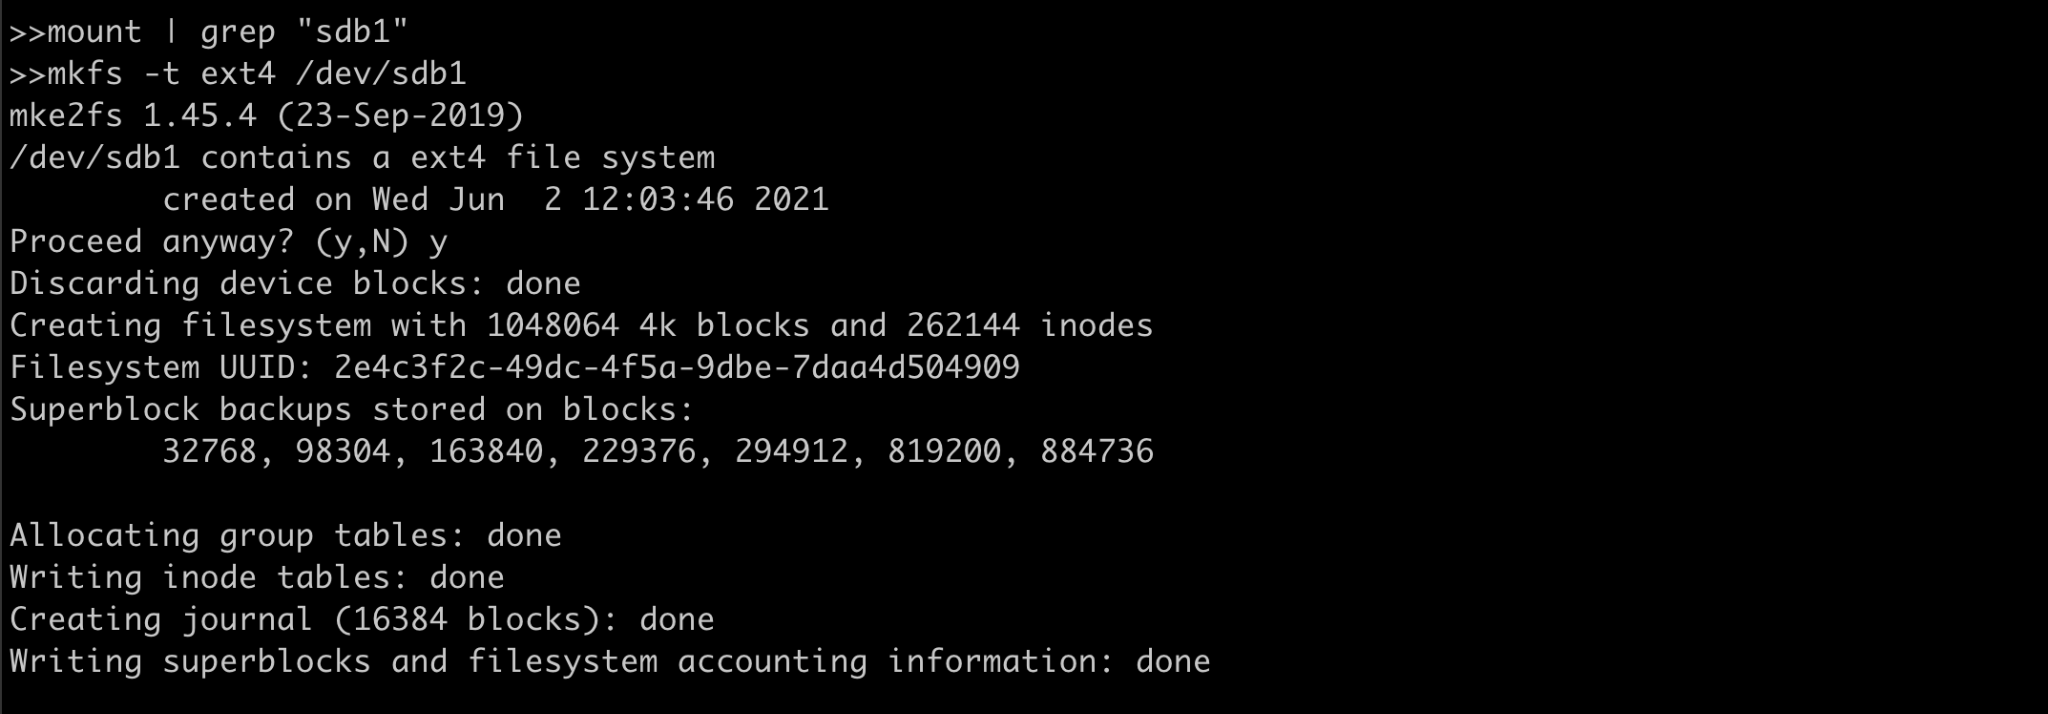 >>mount | grep "sdb1"
>>mkfs -t ext4 /dev/sdb1
mke2fs 1.45.4 (23-Sep-2019)
/dev/sdb1 contains a ext4 file system
        created on Wed Jun  2 12:03:46 2021
Proceed anyway? (y,N) y
Discarding device blocks: done
Creating filesystem with 1048064 4k blocks and 262144 inodes
Filesystem UUID: 2e4c3f2c-49dc-4f5a-9dbe-7daa4d504909
Superblock backups stored on blocks:
        32768, 98304, 163840, 229376, 294912, 819200, 884736

Allocating group tables: done
Writing inode tables: done
Creating journal (16384 blocks): done
Writing superblocks and filesystem accounting information: done